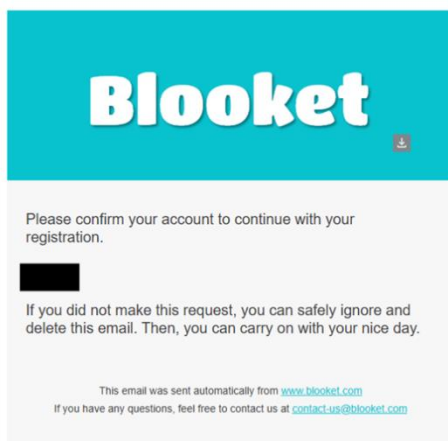 Blooket
Please confirm your account to continue with your
registration.
If you did not make this request, you can safely ignore and
delete this email. Then, you can carry on with your nice day.
This email was sent automatically from www.blooket.com
If you have any questions, feel free to contact us at contact-us@blooket.com